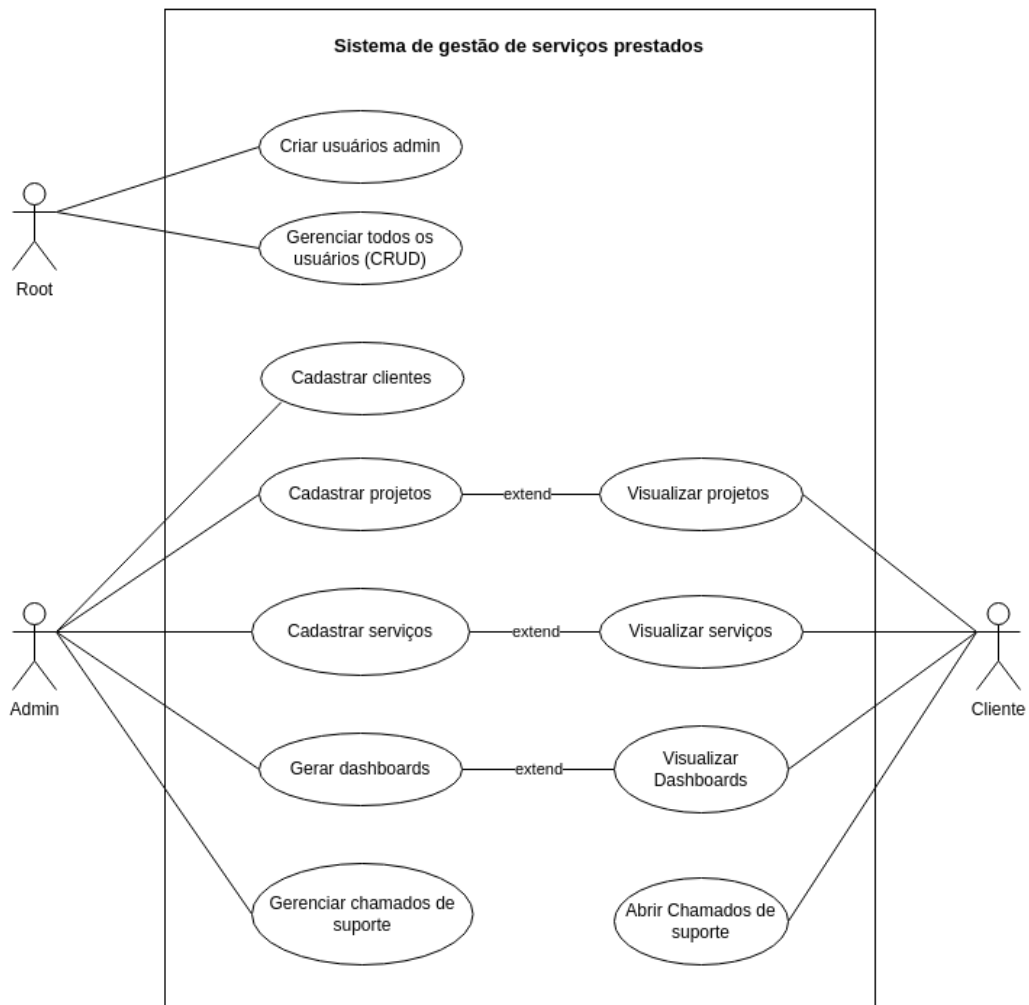 Sistema de gestão de serviços prestados
Criar usuários admin
Gerenciar todos os
usuários (CRUD)
Root
Cadastrar clientes
Cadastrar projetos
extend
Visualizar projetos
Cadastrar serviços
extend
Visualizar serviços
Admin
Cliente
Gerar dashboards
extend
Visualizar
Dashboards
Gerenciar chamados de
suporte
Abrir Chamados de
suporte